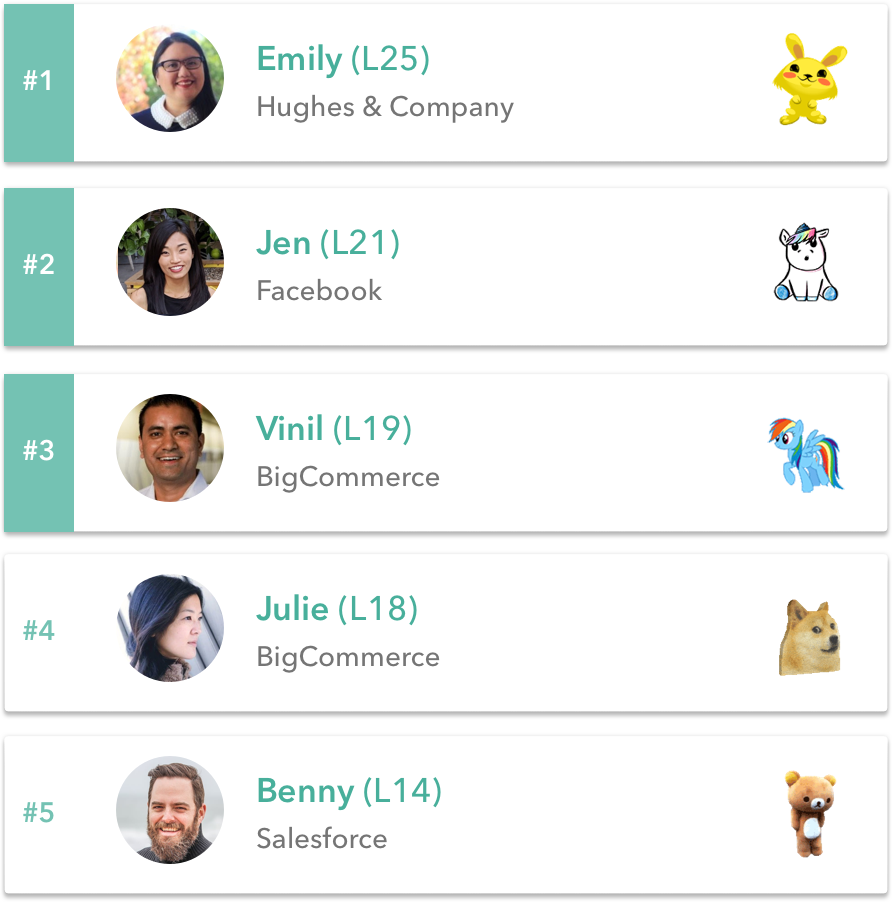 #1
Emily (L25)
Hughes & Company
#2
Jen (L21)
Facebook
#3
Vinil (L19)
BigCommerce
#4
Julie (L18)
BigCommerce
#5
Benny (L14)
Salesforce